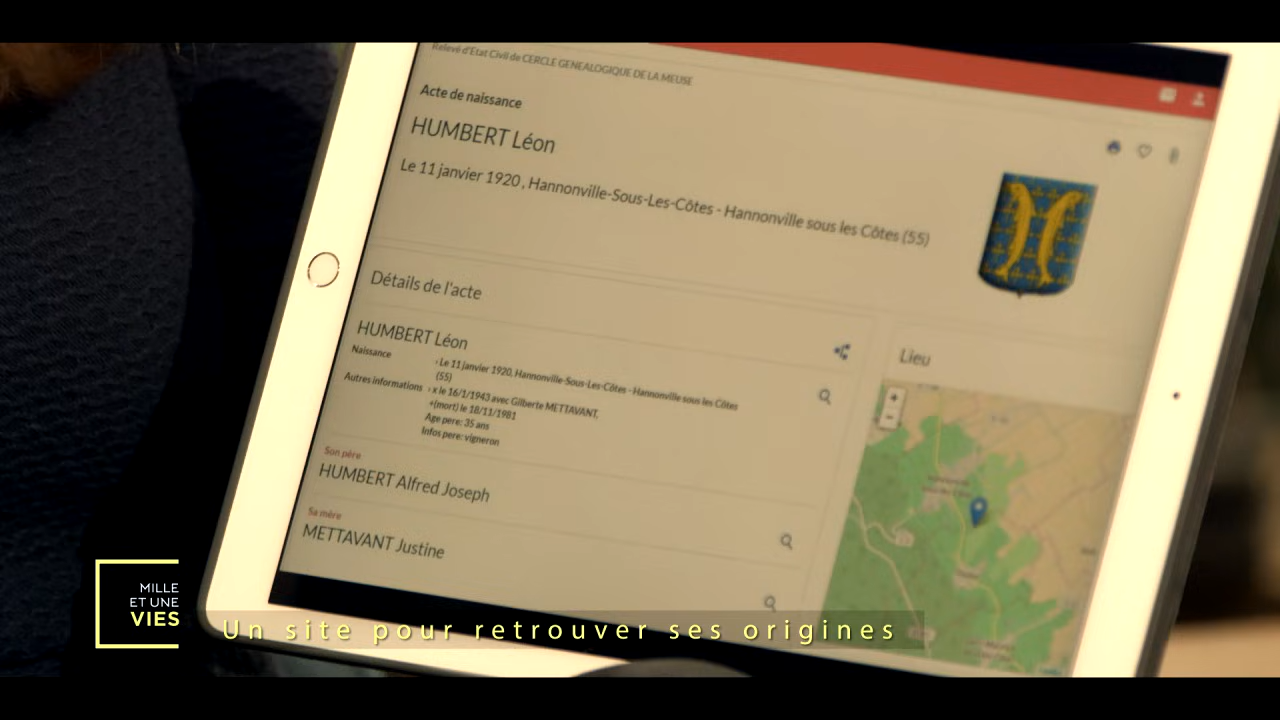 Relevé d'Etat Civil de CERCLE GENEALOGIQUE DE LA MEUSE
Acte de naissance
HUMBERT Léon
Le 11 janvier 1920 , Hannonville-Sous-Les-Côtes - Hannonville sous les Côtes (55)
Détails de l'acte
HUMBERT Léon
Naissance
- Le 11 janvier 1920, Hannonville-Sous-Les-Côtes - Hannonville sous les Côtes
(55)
Autres informations
- x le 16/1/1943 avec Gilberte METTAVANT,
+(mort) le 18/11/1981
Age pere: 35 ans
Infos pere: vigneron
Son père
HUMBERT Alfred Joseph
Sa mère
METTAVANT Justine
Lieu
+
-
MILLE
ET UNE
VIES
Un site pour retrouver ses origines